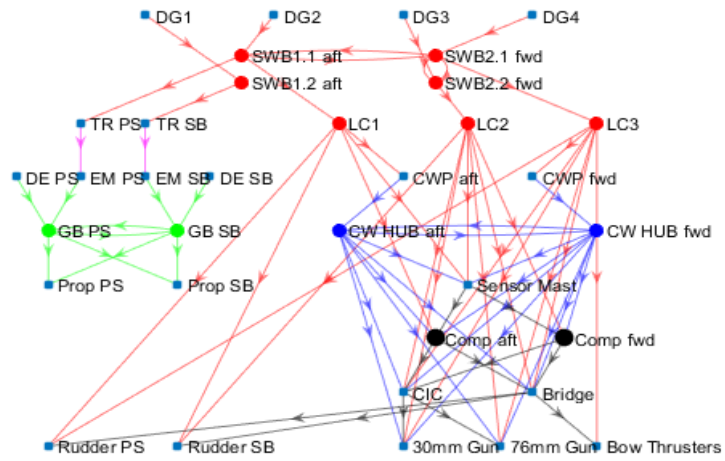 DG1 DG2 DG3 DG4
SWB1.1 aft SWB2.1 fwd
SWB1.2 aft SWB2.2 fwd
TR PS TR SB LC1 LC2 LC3
DE PS EM PS EM SB DE SB CWP aft CWP fwd
GB PS GB SB CW HUB aft CW HUB fwd
Prop PS Prop SB Sensor Mast
Comp aft Comp fwd
CIC Bridge
Rudder PS Rudder SB 30mm Gun 76mm Gun Bow Thrusters